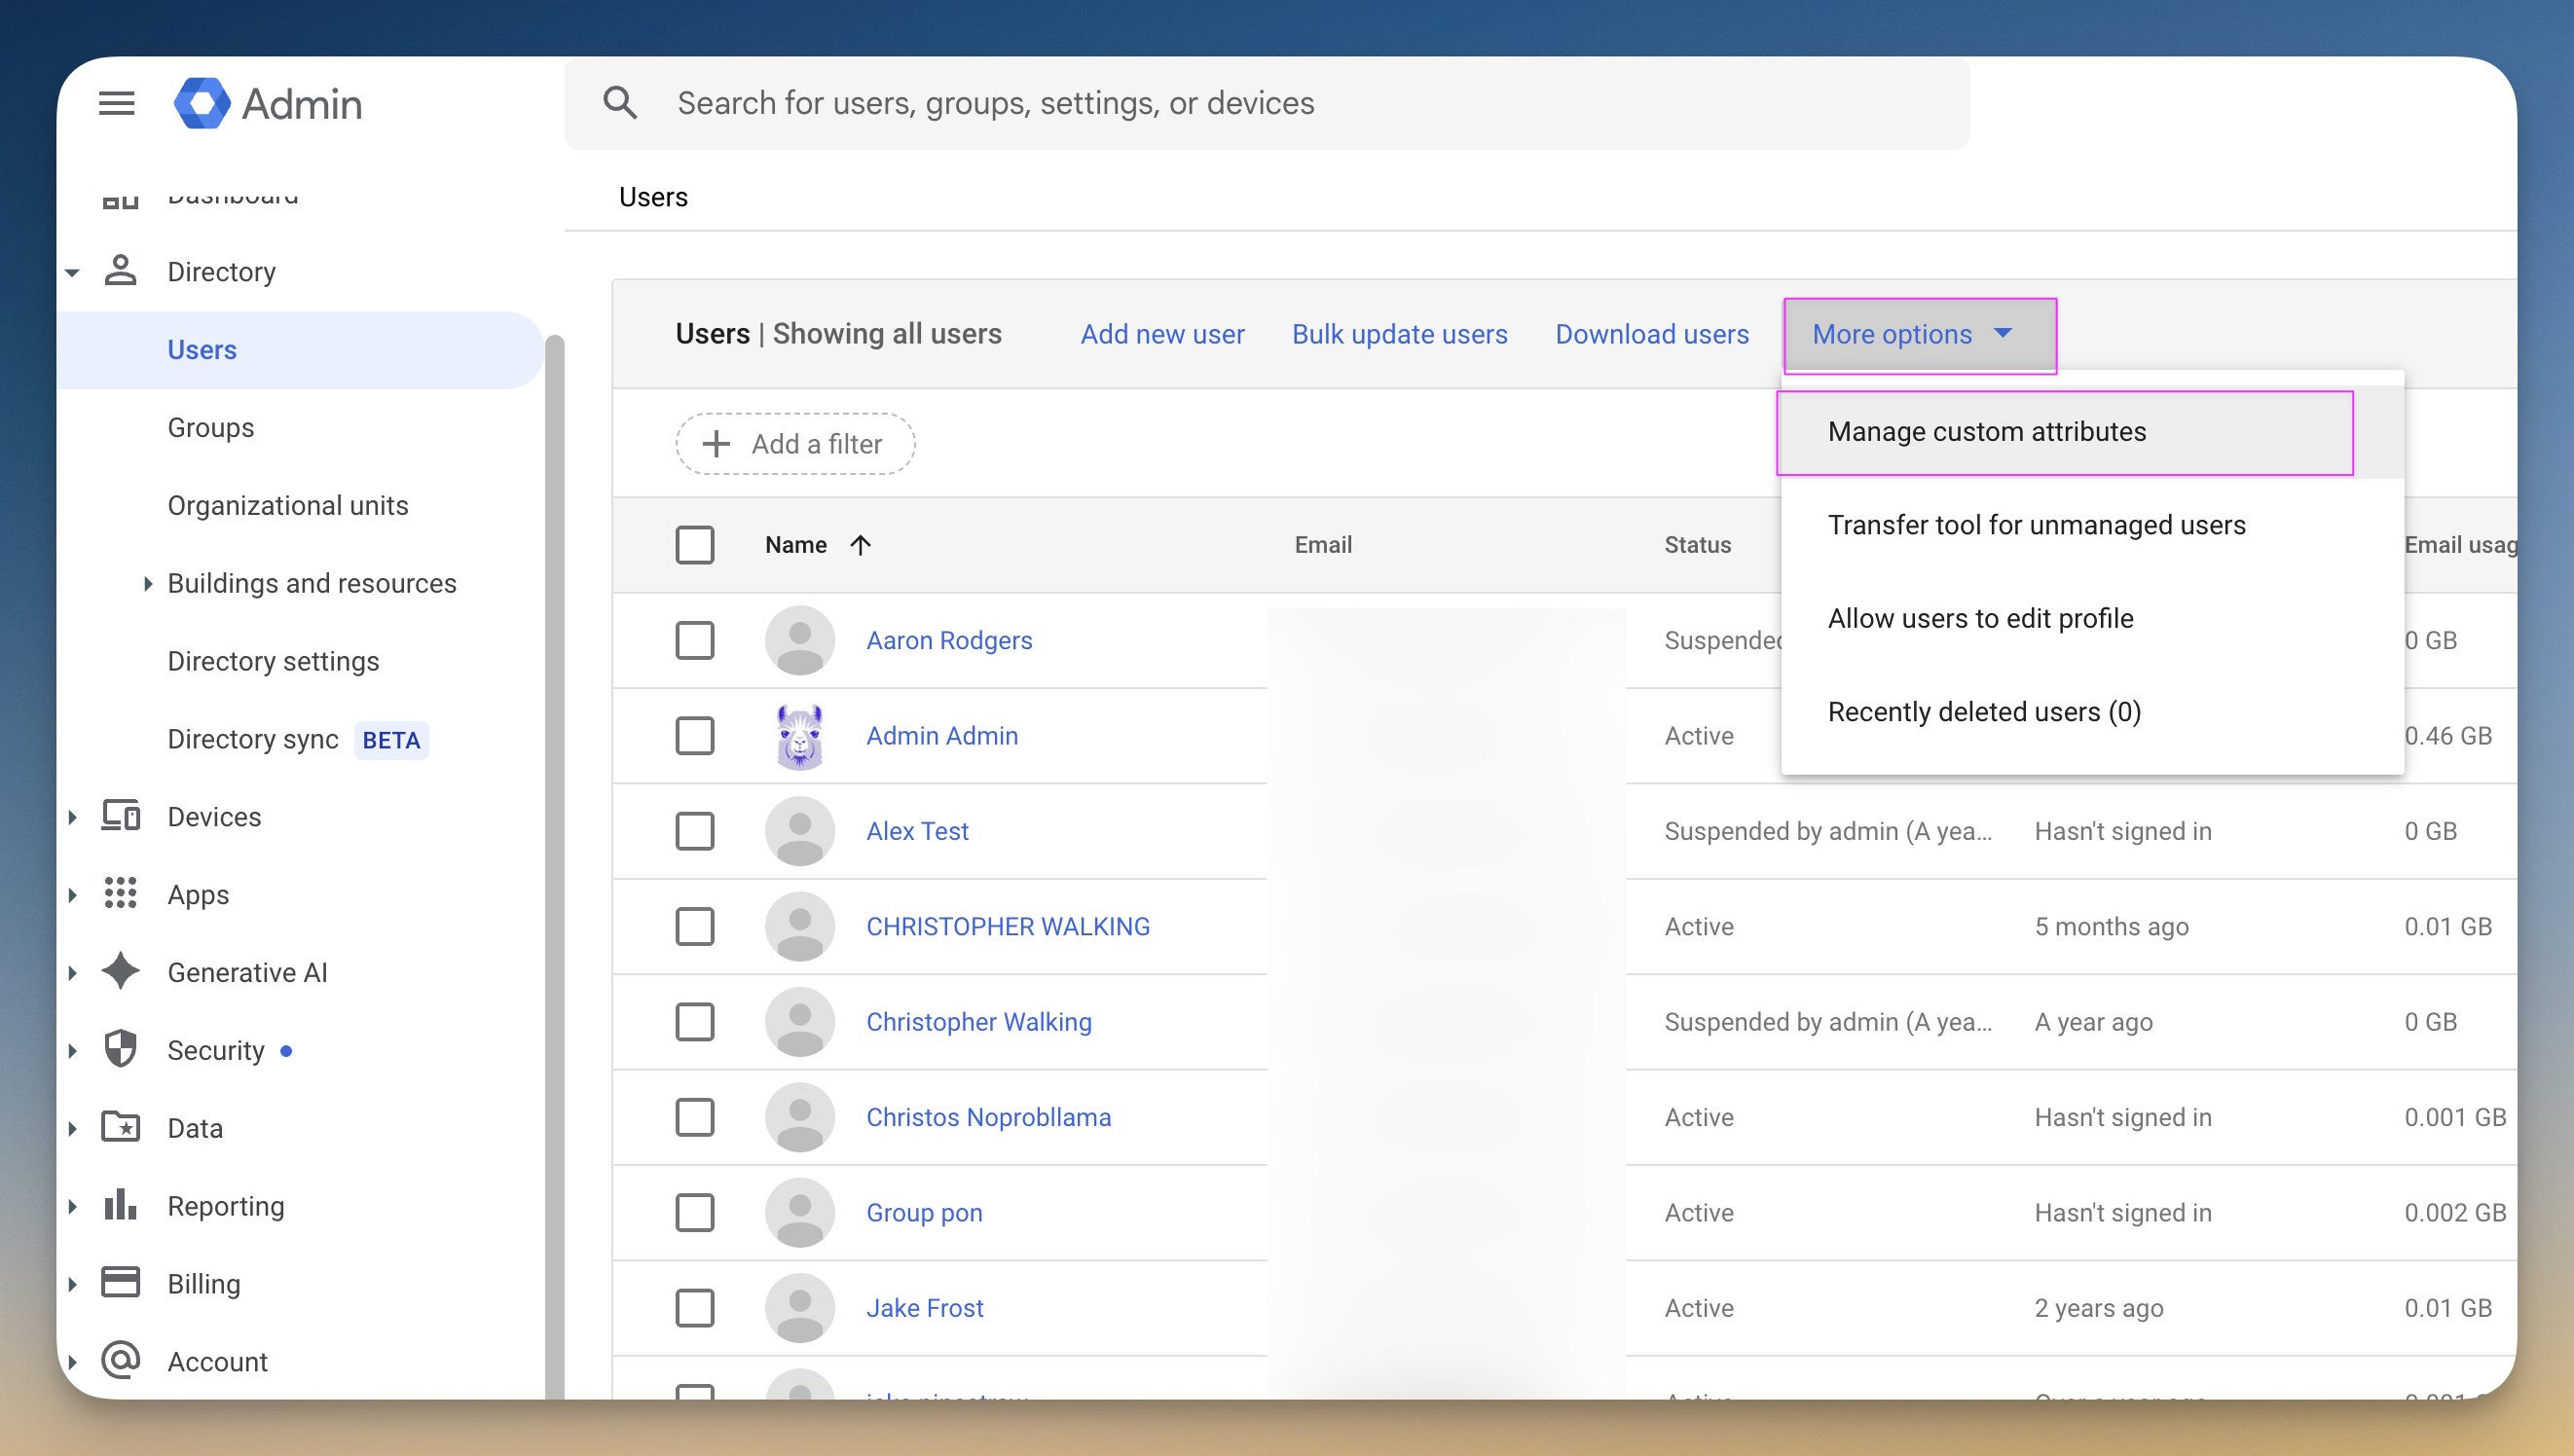 Admin
Search for users, groups, settings, or devices
Dashboard
Users
Directory
Users
Groups
Organizational units
Buildings and resources
Directory settings
Directory sync BETA
Devices
Apps
Generative AI
Security
Data
Reporting
Billing
Account
Users | Showing all users Add new user Bulk update users Download users More options
Add a filter
Manage custom attributes
Transfer tool for unmanaged users
Allow users to edit profile
Recently deleted users (0)
Name Email Status Email usag
Aaron Rodgers Suspended 0 GB
Admin Admin Active 0.46 GB
Alex Test Suspended by admin (A yea... Hasn't signed in 0 GB
CHRISTOPHER WALKING Active 5 months ago 0.01 GB
Christopher Walking Suspended by admin (A yea... A year ago 0 GB
Christos Noprobllama Active Hasn't signed in 0.001 GB
Group pon Active Hasn't signed in 0.002 GB
Jake Frost Active 2 years ago 0.01 GB